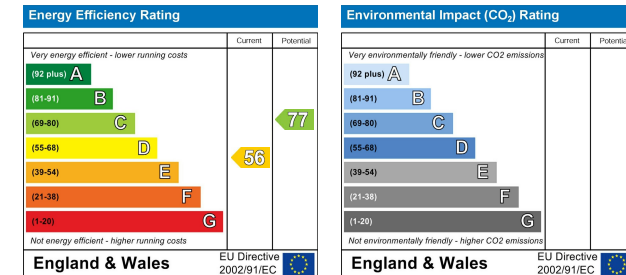 Energy Efficiency Rating
Current Potential
Very energy efficient - lower running costs
(92 plus) A
(81-91) B
(69-80) C
(55-68) D
(39-54) E
(21-38) F
(1-20) G
56
77
Not energy efficient - higher running costs
England & Wales
EU Directive
2002/91/EC
Environmental Impact (CO₂) Rating
Current Potential
Very environmentally friendly - lower CO2 emissions
(92 plus) A
(81-91) B
(69-80) C
(55-68) D
(39-54) E
(21-38) F
(1-20) G
Not environmentally friendly - higher CO2 emissions
England & Wales
EU Directive
2002/91/EC